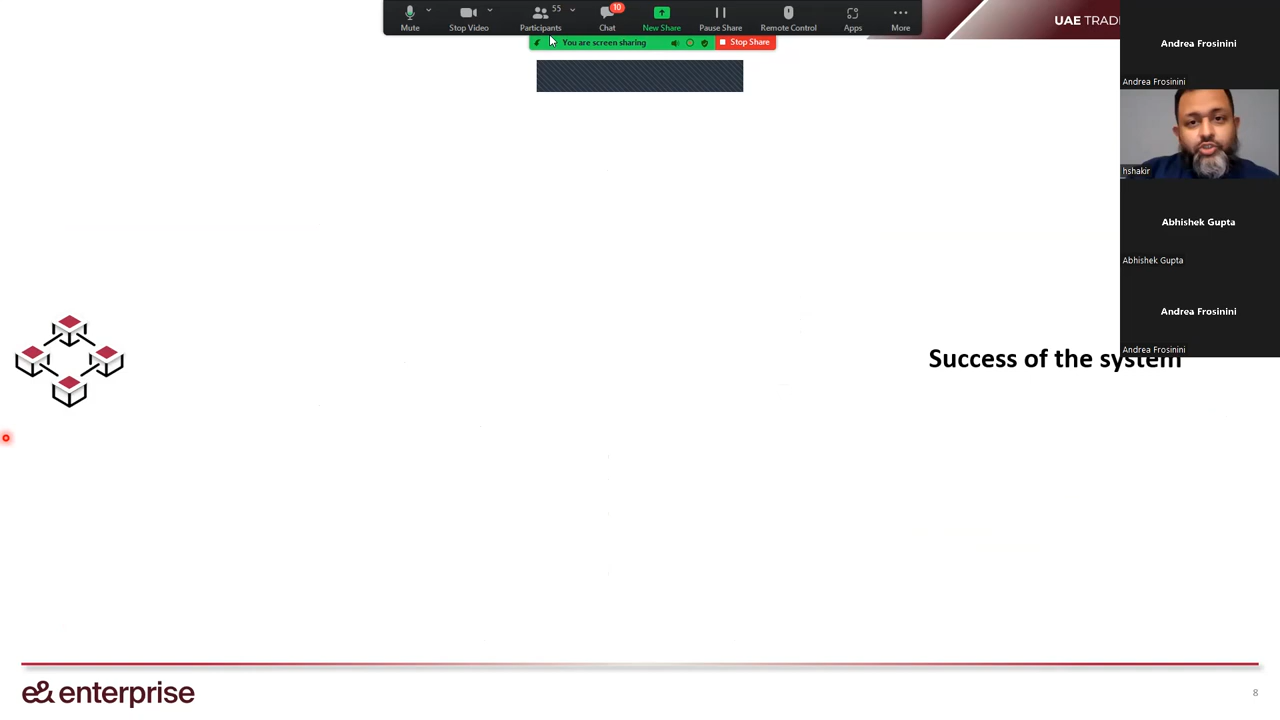 Mute
Stop Video
55
Participants
10
Chat
New Share
Pause Share
Remote Control
Apps
More
You are screen sharing
Stop Share
UAE
Andrea Frosinini
Andrea Frosinini
hshakir
Abhishek Gupta
Abhishek Gupta
Andrea Frosinini
Andrea Frosinini
Success of the system
e& enterprise
8